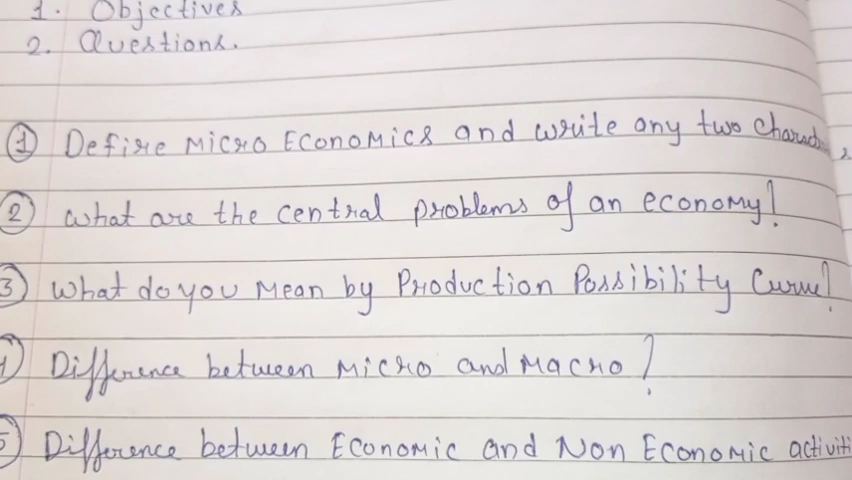 1. Objectives
2. Questions.
① Define Micro Economics and write any two
② what are the central problems of an economy?
3 What do you Mean by Production Possibility Curve?
Difference between Micro and Macro?
5 Difference between Economic and Non Economic activiti